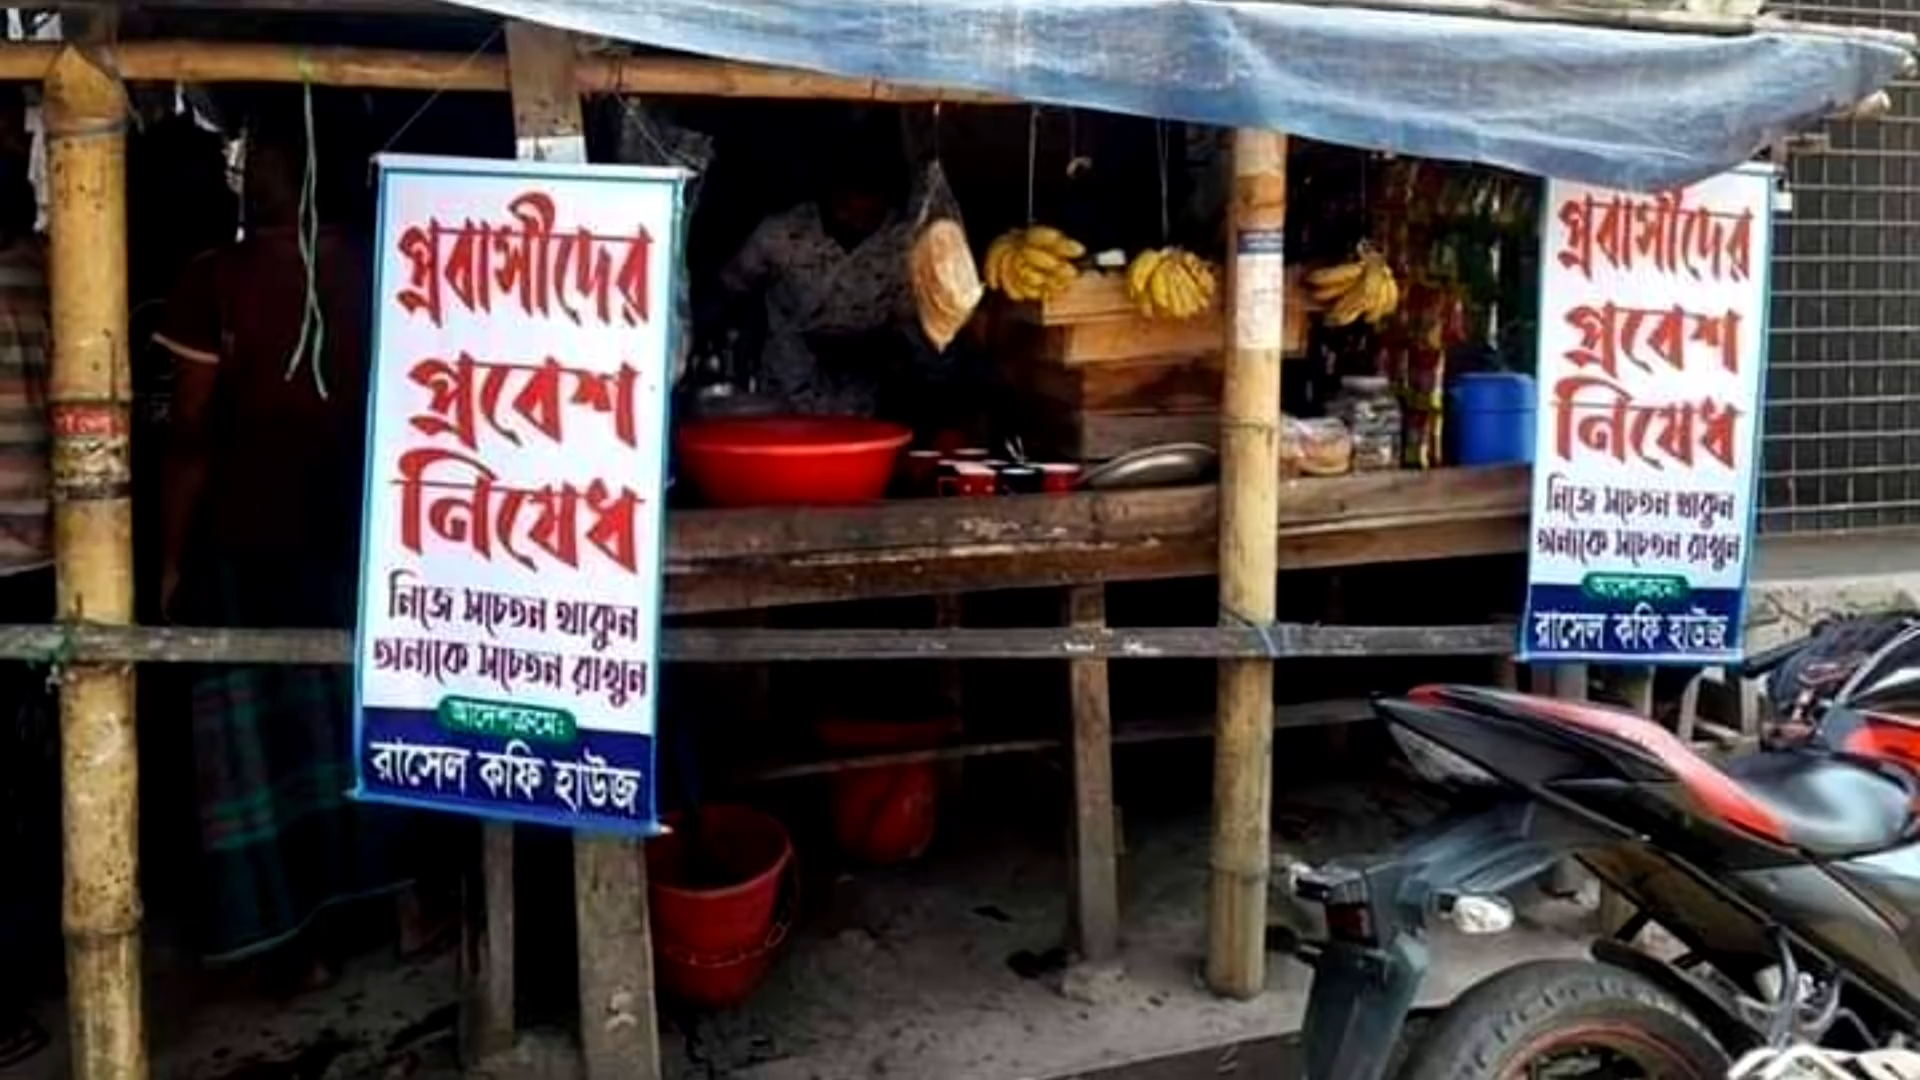 প্রবাসীদের
প্রবেশ
নিষেধ
নিজে সচেতন থাকুন
অন্যকে সচেতন রাখুন
আদেশক্রমে:
রাসেল কফি হাউজ
প্রবাসীদের
প্রবেশ
নিষেধ
নিজে সচেতন থাকুন
অন্যকে সচেতন রাখুন
আদেশক্রমে:
রাসেল কফি হাউজ